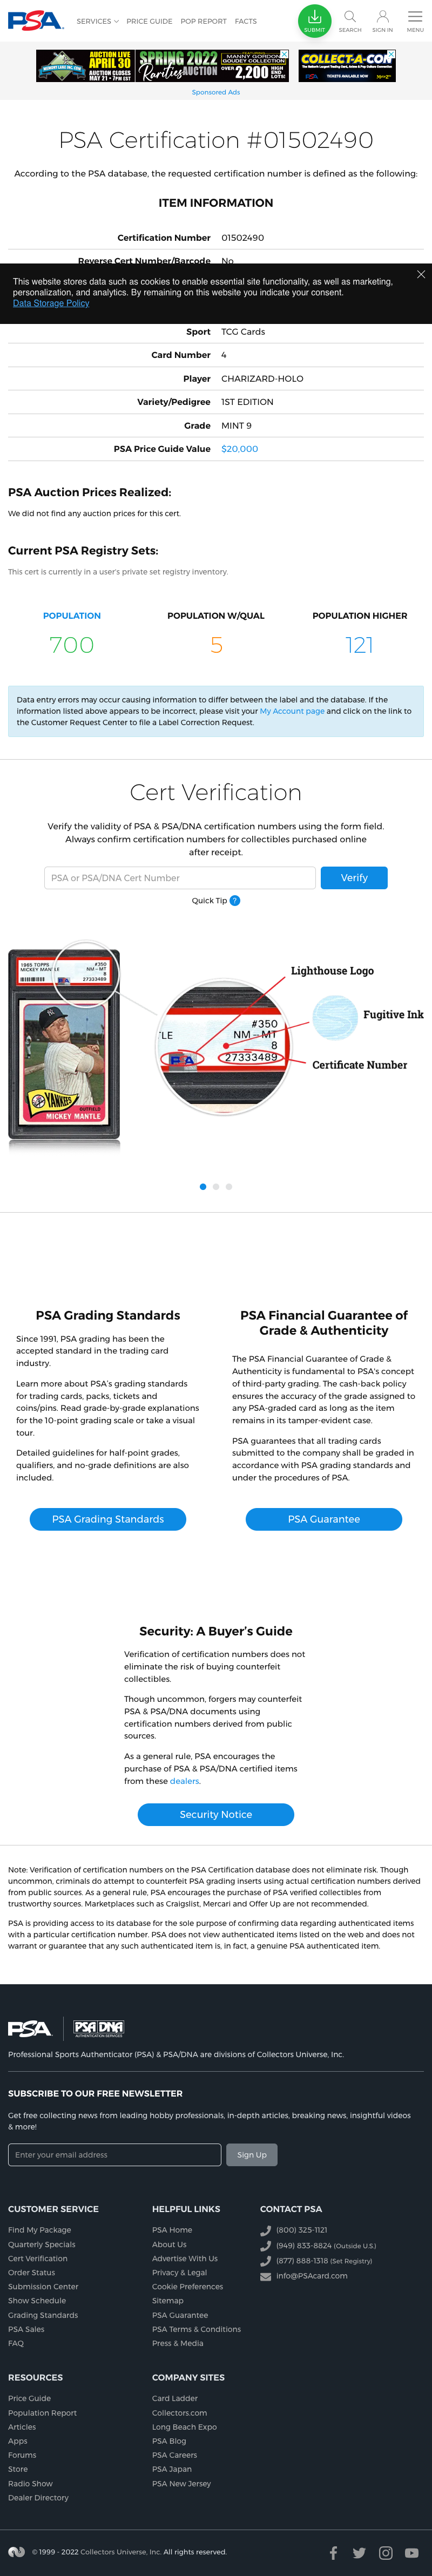 PSA
SERVICES PRICE GUIDE POP REPORT FACTS
SUBMIT SEARCH SIGN IN MENU
MEMORY LANE INC. AUCTION LIVE APRIL 30 AUCTION CLOSES MAY 21 • 7PM EST SPRING 2022 Rarities AUCTION MANNY GORDON GOUDEY COLLECTION OVER 2,200 HIGH END LOTS!
COLLECT-A-CON
Sponsored Ads
PSA Certification #01502490
According to the PSA database, the requested certification number is defined as the following:
ITEM INFORMATION
Certification Number 01502490
Reverse Cert Number/Barcode No
This website stores data such as cookies to enable essential site functionality, as well as marketing,
personalization, and analytics. By remaining on this website you indicate your consent.
Data Storage Policy
Sport TCG Cards
Card Number 4
Player CHARIZARD-HOLO
Variety/Pedigree 1ST EDITION
Grade MINT 9
PSA Price Guide Value $20,000
PSA Auction Prices Realized:
We did not find any auction prices for this cert.
Current PSA Registry Sets:
This cert is currently in a user's private set registry inventory.
POPULATION POPULATION W/QUAL POPULATION HIGHER
700 5 121
Data entry errors may occur causing information to differ between the label and the database. If the
information listed above appears to be incorrect, please visit your My Account page and click on the link to
the Customer Request Center to file a Label Correction Request.
Cert Verification
Verify the validity of PSA & PSA/DNA certification numbers using the form field.
Always confirm certification numbers for collectibles purchased online
after receipt.
PSA or PSA/DNA Cert Number Verify
Quick Tip ?
1965 TOPPS #350
MICKEY MANTLE NM - MT
8
27333489
YANKEES
OUTFIELD
MICKEY MANTLE
TLE
#350
NM-MT
8
27333489
Lighthouse Logo
Fugitive Ink
Certificate Number
PSA Grading Standards
Since 1991, PSA grading has been the
accepted standard in the trading card
industry.
Learn more about PSA's grading standards
for trading cards, packs, tickets and
coins/pins. Read grade-by-grade explanations
for the 10-point grading scale or take a visual
tour.
Detailed guidelines for half-point grades,
qualifiers, and no-grade definitions are also
included.
PSA Grading Standards
PSA Financial Guarantee of
Grade & Authenticity
The PSA Financial Guarantee of Grade &
Authenticity is fundamental to PSA's concept
of third-party grading. The cash-back policy
ensures the accuracy of the grade assigned to
any PSA-graded card as long as the item
remains in its tamper-evident case.
PSA guarantees that all trading cards
submitted to the company shall be graded in
accordance with PSA grading standards and
under the procedures of PSA.
PSA Guarantee
Security: A Buyer's Guide
Verification of certification numbers does not
eliminate the risk of buying counterfeit
collectibles.
Though uncommon, forgers may counterfeit
PSA & PSA/DNA documents using
certification numbers derived from public
sources.
As a general rule, PSA encourages the
purchase of PSA & PSA/DNA certified items
from these dealers.
Security Notice
Note: Verification of certification numbers on the PSA Certification database does not eliminate risk. Though
uncommon, criminals do attempt to counterfeit PSA grading inserts using actual certification numbers derived
from public sources. As a general rule, PSA encourages the purchase of PSA verified collectibles from
trustworthy sources. Marketplaces such as Craigslist, Mercari and Offer Up are not recommended.
PSA is providing access to its database for the sole purpose of confirming data regarding authenticated items
with a particular certification number. PSA does not view authenticated items listed on the web and does not
warrant or guarantee that any such authenticated item is, in fact, a genuine PSA authenticated item.
PSA PSA DNA AUTHENTICATION SERVICES
Professional Sports Authenticator (PSA) & PSA/DNA are divisions of Collectors Universe, Inc.
SUBSCRIBE TO OUR FREE NEWSLETTER
Get free collecting news from leading hobby professionals, in-depth articles, breaking news, insightful videos
& more!
Enter your email address Sign Up
CUSTOMER SERVICE
Find My Package
Quarterly Specials
Cert Verification
Order Status
Submission Center
Show Schedule
Grading Standards
PSA Sales
FAQ
HELPFUL LINKS
PSA Home
About Us
Advertise With Us
Privacy & Legal
Cookie Preferences
Sitemap
PSA Guarantee
PSA Terms & Conditions
Press & Media
CONTACT PSA
(800) 325-1121
(949) 833-8824 (Outside U.S.)
(877) 888-1318 (Set Registry)
info@PSAcard.com
RESOURCES
Price Guide
Population Report
Articles
Apps
Forums
Store
Radio Show
Dealer Directory
COMPANY SITES
Card Ladder
Collectors.com
Long Beach Expo
PSA Blog
PSA Careers
PSA Japan
PSA New Jersey
© 1999 - 2022 Collectors Universe, Inc. All rights reserved.